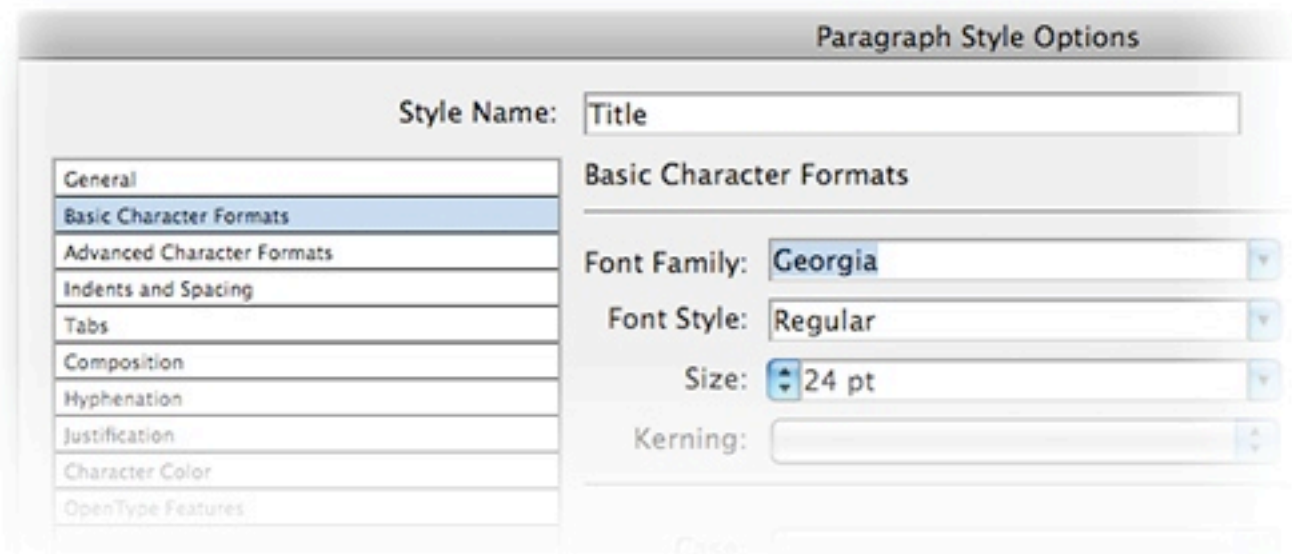 Paragraph Style Options
Style Name: Title
General
Basic Character Formats
Advanced Character Formats
Indents and Spacing
Tabs
Composition
Hyphenation
Justification
Character Color
OpenType Features
Basic Character Formats
Font Family: Georgia
Font Style: Regular
Size: 24 pt
Kerning:
Case: